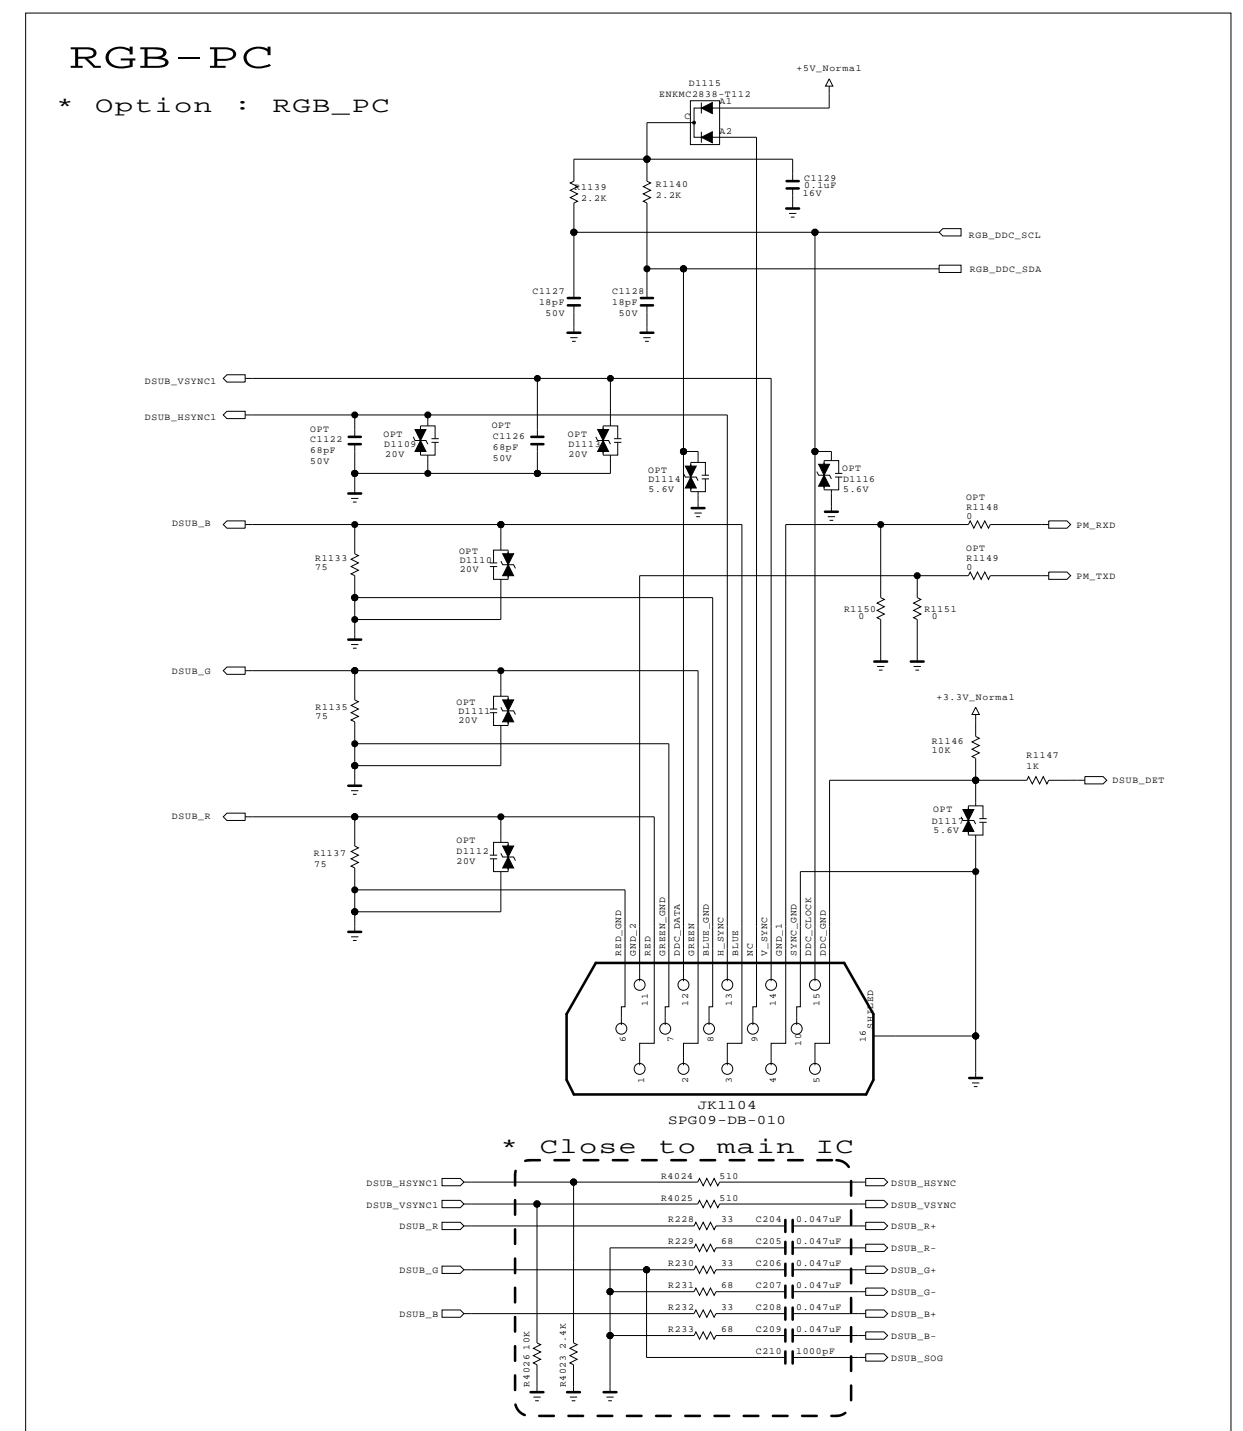 RGB-PC
* Option : RGB_PC
+5V_Normal
D1115
ENKMC2838-T112
A1
C
A2
R1139
2.2K
R1140
2.2K
C1129
0.1uF
16V
RGB_DDC_SCL
RGB_DDC_SDA
C1127
18pF
50V
C1128
18pF
50V
DSUB_VSYNC1
DSUB_HSYNC1
OPT
C1122
68pF
50V
OPT
D1109
20V
OPT
C1126
68pF
50V
OPT
D1113
20V
OPT
D1114
5.6V
OPT
D1116
5.6V
OPT
R1148
0
PM_RXD
OPT
R1149
0
PM_TXD
R1150
0
R1151
0
DSUB_B
R1133
75
OPT
D1110
20V
DSUB_G
R1135
75
OPT
D1111
20V
+3.3V_Normal
R1146
10K
R1147
1K
DSUB_DET
OPT
D1117
5.6V
DSUB_R
R1137
75
OPT
D1112
20V
RED_GND
GND_2
RED
GREEN_GND
DDC_DATA
GREEN
BLUE_GND
H_SYNC
BLUE
NC
V_SYNC
GND_1
SYNC_GND
DDC_CLOCK
DDC_GND
11
12
13
14
15
6
7
8
9
10
16
SHIELED
1
2
3
4
5
JK1104
SPG09-DB-010
* Close to main IC
DSUB_HSYNC1
R4024
510
DSUB_HSYNC
DSUB_VSYNC1
R4025
510
DSUB_VSYNC
DSUB_R
R228
33
C204
0.047uF
DSUB_R+
R229
68
C205
0.047uF
DSUB_R-
DSUB_G
R230
33
C206
0.047uF
DSUB_G+
R231
68
C207
0.047uF
DSUB_G-
DSUB_B
R232
33
C208
0.047uF
DSUB_B+
R233
68
C209
0.047uF
DSUB_B-
C210
1000pF
DSUB_SOG
R4026 10K
R4023 2.4K